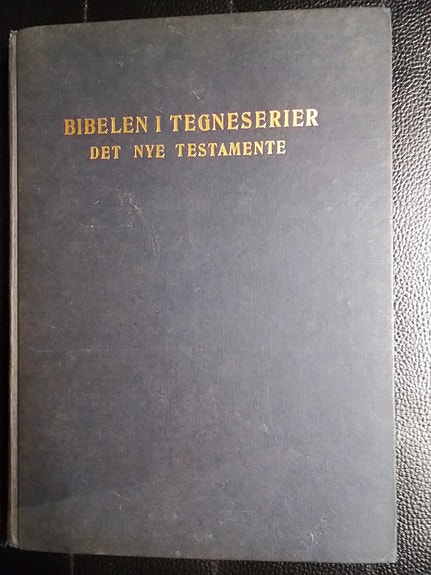 BIBELEN I TEGNESERIER
DET NYE TESTAMENTE